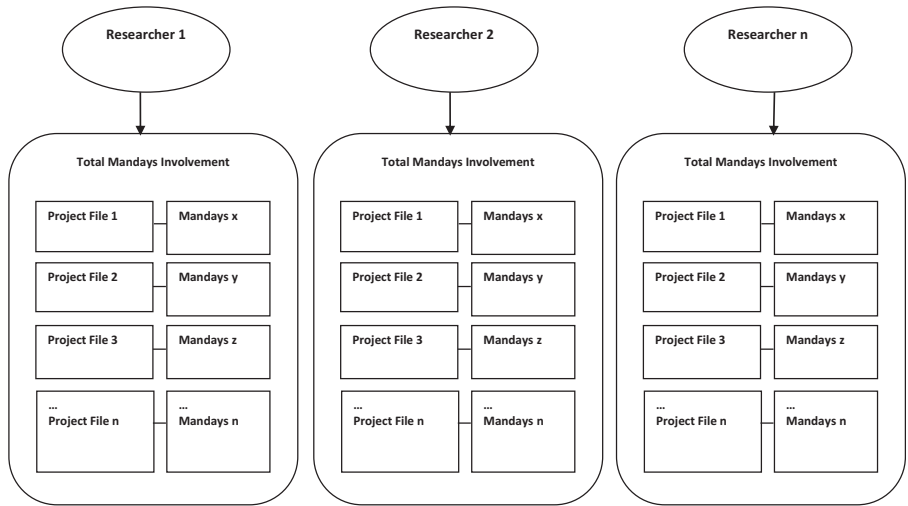 Researcher 1
Researcher 2
Researcher n
Total Mandays Involvement
Project File 1
Mandays x
Project File 2
Mandays y
Project File 3
Mandays z
...
Project File n
...
Mandays n
Total Mandays Involvement
Project File 1
Mandays x
Project File 2
Mandays y
Project File 3
Mandays z
...
Project File n
...
Mandays n
Total Mandays Involvement
Project File 1
Mandays x
Project File 2
Mandays y
Project File 3
Mandays z
...
Project File n
...
Mandays n